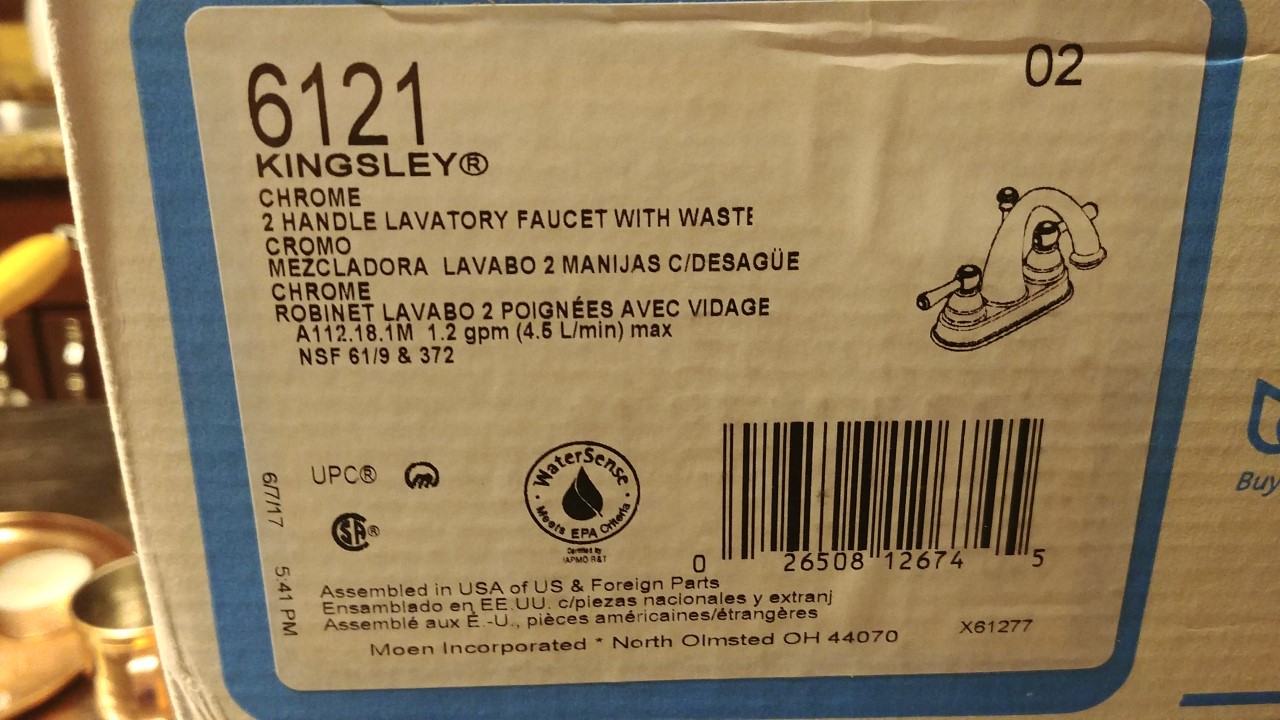 02
6121
KINGSLEY®
CHROME
2 HANDLE LAVATORY FAUCET WITH WASTE
CROMO
MEZCLADORA LAVABO 2 MANIJAS C/DESAGÜE
CHROME
ROBINET LAVABO 2 POIGNÉES AVEC VIDAGE
A112.18.1M 1.2 gpm (4.5 L/min) max
NSF 61/9 & 372
UPC®
SA®
WaterSense
Meets EPA Criteria
Certified by
IAPMO R&T
0 26508 12674 5
6/7/17 5:41 PM
Assembled in USA of US & Foreign Parts
Ensamblado en EE.UU. c/piezas nacionales y extranj
Assemblé aux É.-U., pièces américaines/étrangères
Moen Incorporated * North Olmsted OH 44070
X61277
Buy